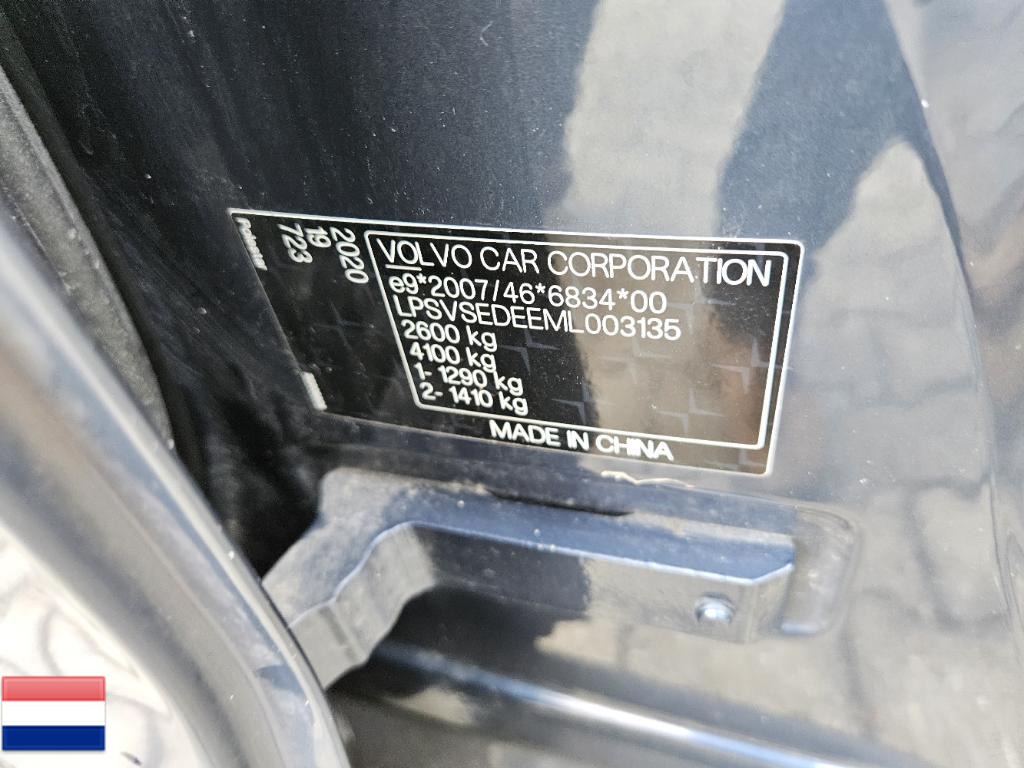 VOLVO CAR CORPORATION
e9*2007/46*6834*00
LPSVSEDEEML003135
2600 kg
4100 kg
1- 1290 kg
2- 1410 kg
MADE IN CHINA
2020
19
723